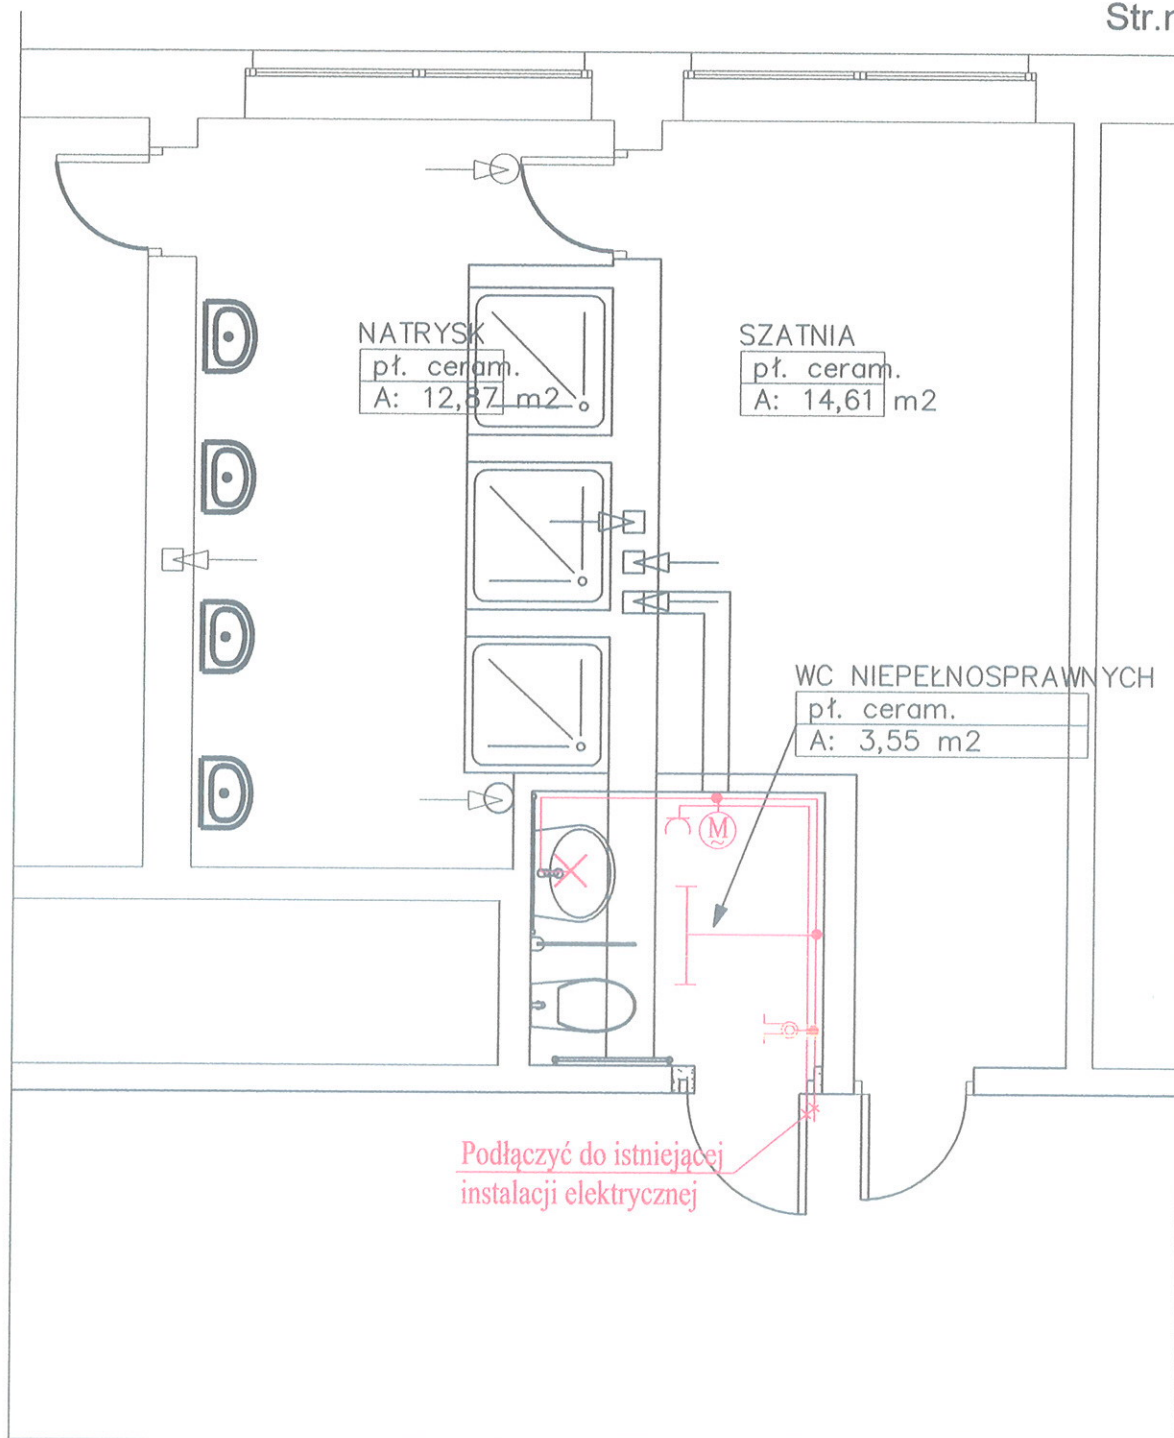 Str.n
NATRYSK
pł. ceram.
A: 12,87 m2
SZATNIA
pł. ceram.
A: 14,61 m2
WC NIEPEŁNOSPRAWNYCH
pł. ceram.
A: 3,55 m2
M
~
Podłączyć do istniejącej
instalacji elektrycznej